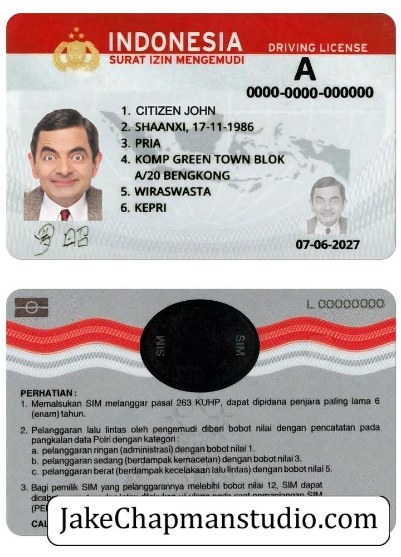 INDONESIA
DRIVING LICENSE
SURAT IZIN MENGEMUDI
A
0000-0000-000000
1. CITIZEN JOHN
2. SHAANXI, 17-11-1986
3. PRIA
4. KOMP GREEN TOWN BLOK
A/20 BENGKONG
5. WIRASWASTA
6. KEPRI
07-06-2027
L 00000000
SIM
SIM
PERHATIAN :
1. Memalsukan SIM melanggar pasal 263 KUHP, dapat dipidana penjara paling lama 6
(enam) tahun.
2. Pelanggaran lalu lintas oleh pengemudi diberi bobot nilai dengan pencatatan pada
pangkalan data Polri dengan kategori :
a. pelanggaran ringan (administrasi) dengan bobot nilai 1.
b. pelanggaran sedang (berdampak kemacetan) dengan bobot nilai 3.
c. pelanggaran berat (berdampak kecelakaan lalu lintas) dengan bobot nilai 5.
3. Bagi pemilik SIM yang pelanggarannya melebihi bobot nilai 12, SIM dapat
JakeChapmanstudio.com